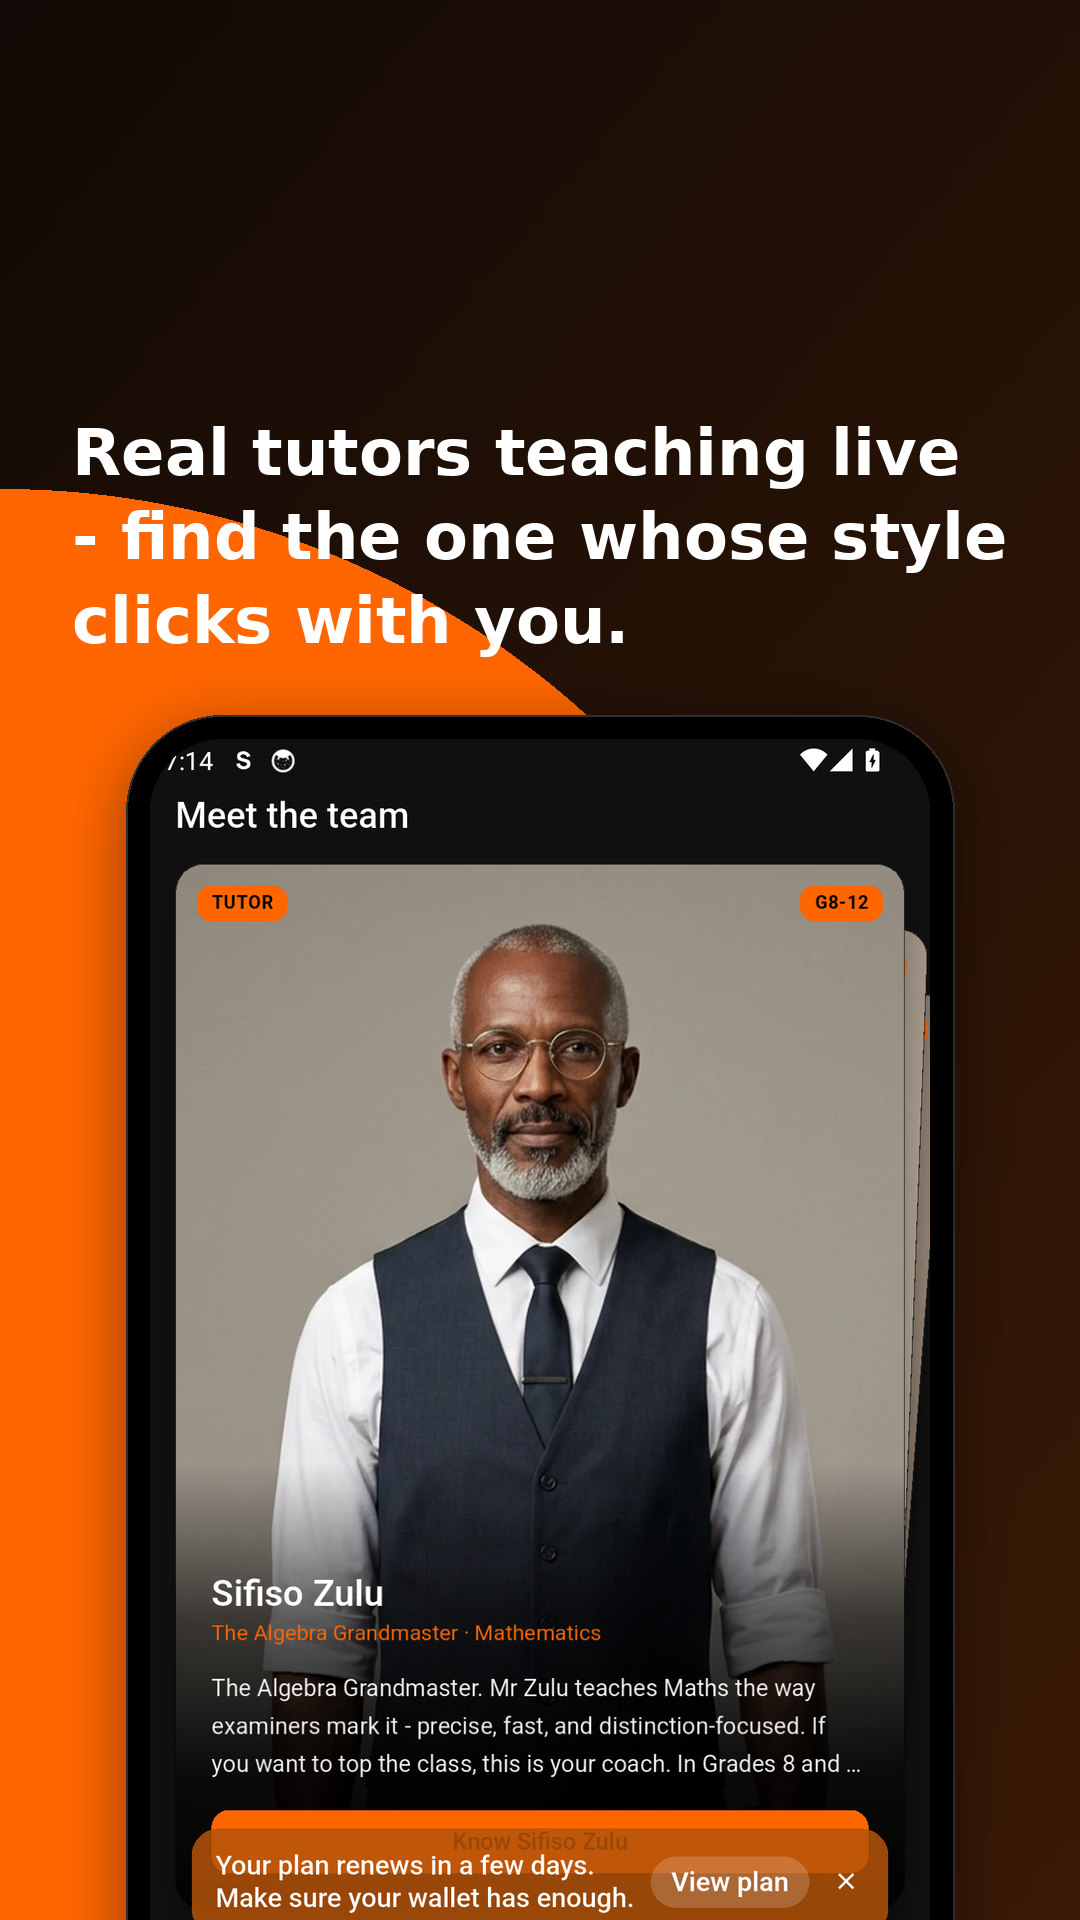 Real tutors teaching live
- find the one whose style
clicks with you.
7:14 S
Meet the team
TUTOR
G8-12
Sifiso Zulu
The Algebra Grandmaster · Mathematics
The Algebra Grandmaster. Mr Zulu teaches Maths the way
examiners mark it - precise, fast, and distinction-focused. If
you want to top the class, this is your coach. In Grades 8 and ...
Know Sifiso Zulu
Your plan renews in a few days.
Make sure your wallet has enough.
View plan